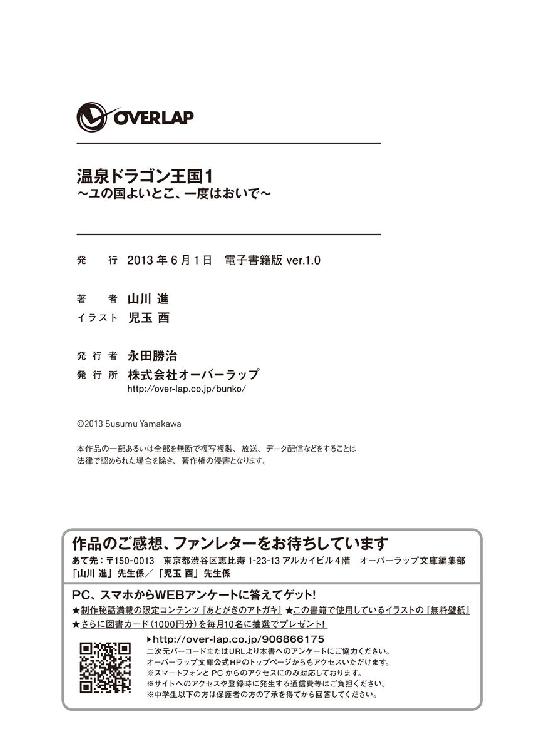 OVERLAP
温泉ドラゴン王国1
~ユの国よいとこ、一度はおいで~
発　行 2013年6月1日　電子書籍版 ver.1.0
著　者 山川 進
イラスト 児玉 酉
発 行 者 永田勝治
発 行 所 株式会社オーバーラップ
http://over-lap.co.jp/bunko/
©2013 Susumu Yamakawa
本作品の一部あるいは全部を無断で複写複製、放送、データ配信などをすることは
法律で認められた場合を除き、著作権の侵害となります。
作品のご感想、ファンレターをお待ちしています
あて先：〒150-0013　東京都渋谷区恵比寿1-23-13 アルカイビル4階　オーバーラップ文庫編集部
「山川 進」先生係／「児玉 酉」先生係
PC、スマホからWEBアンケートに答えてゲット!
★制作秘話満載の限定コンテンツ『あとがきのアトガキ』 ★この書籍で使用しているイラストの『無料壁紙』
★さらに図書カード(1000円分)を毎月10名に抽選でプレゼント!
▶http://over-lap.co.jp/906866175
二次元バーコードまたはURLより本書へのアンケートにご協力ください。
オーバーラップ文庫公式HPのトップページからもアクセスいただけます。
※スマートフォンとPCからのアクセスにのみ対応しております。
※サイトへのアクセスや登録時に発生する通信費等はご負担ください。
※中学生以下の方は保護者の方の了承を得てから回答してください。